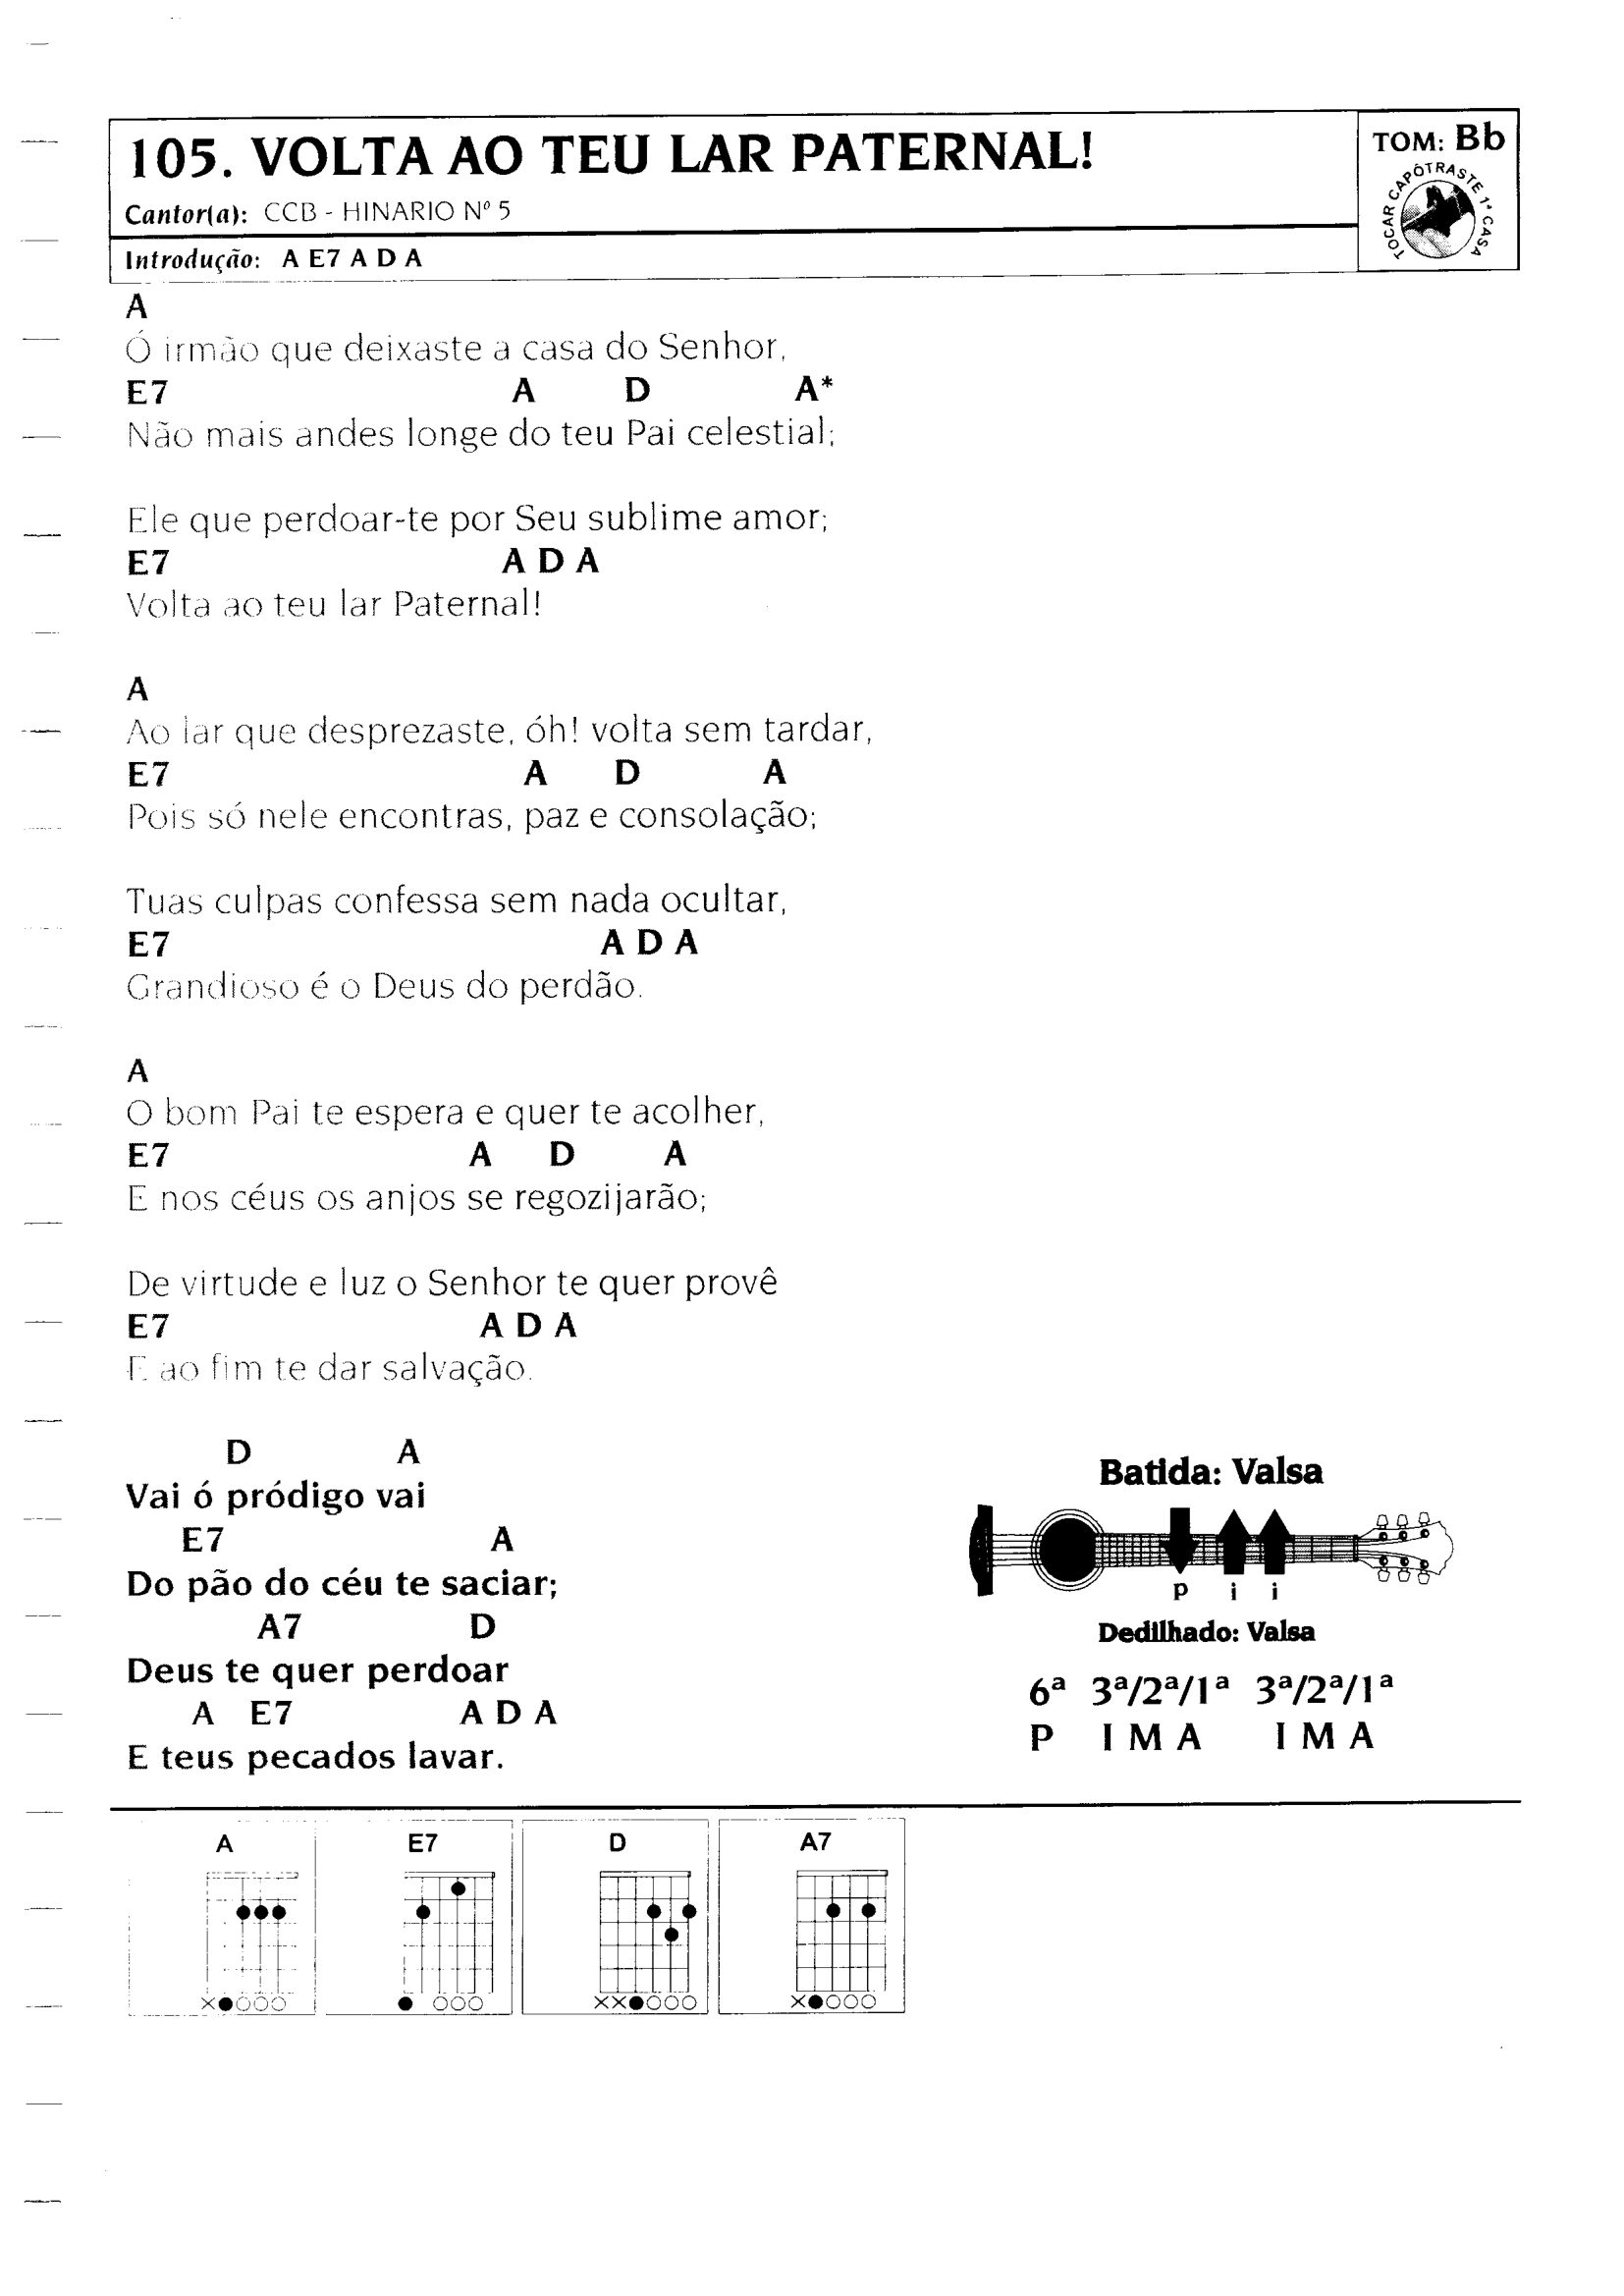 105. VOLTA AO TEU LAR PATERNAL!
Cantor(a): CCB - HINARIO Nº 5
Introdução: A E7 A D A
TOM: Bb
TOCAR CAPOTRASTE 1ª CASA
A
Ó irmão que deixaste a casa do Senhor,
E7 A D A*
Não mais andes longe do teu Pai celestial;
Ele que perdoar-te por Seu sublime amor;
E7 A D A
Volta ao teu lar Paternal!
A
Ao lar que desprezaste, óh! volta sem tardar,
E7 A D A
Pois só nele encontras, paz e consolação;
Tuas culpas confessa sem nada ocultar,
E7 A D A
Grandioso é o Deus do perdão.
A
O bom Pai te espera e quer te acolher,
E7 A D A
E nos céus os anjos se regozijarão;
De virtude e luz o Senhor te quer provê
E7 A D A
E ao fim te dar salvação.
D A
Vai ó pródigo vai
E7 A
Do pão do céu te saciar;
A7 D
Deus te quer perdoar
A E7 A D A
E teus pecados lavar.
Batida: Valsa
p i i
Dedilhado: Valsa
6ª 3ª/2ª/1ª 3ª/2ª/1ª
P I M A I M A
A E7 D A7